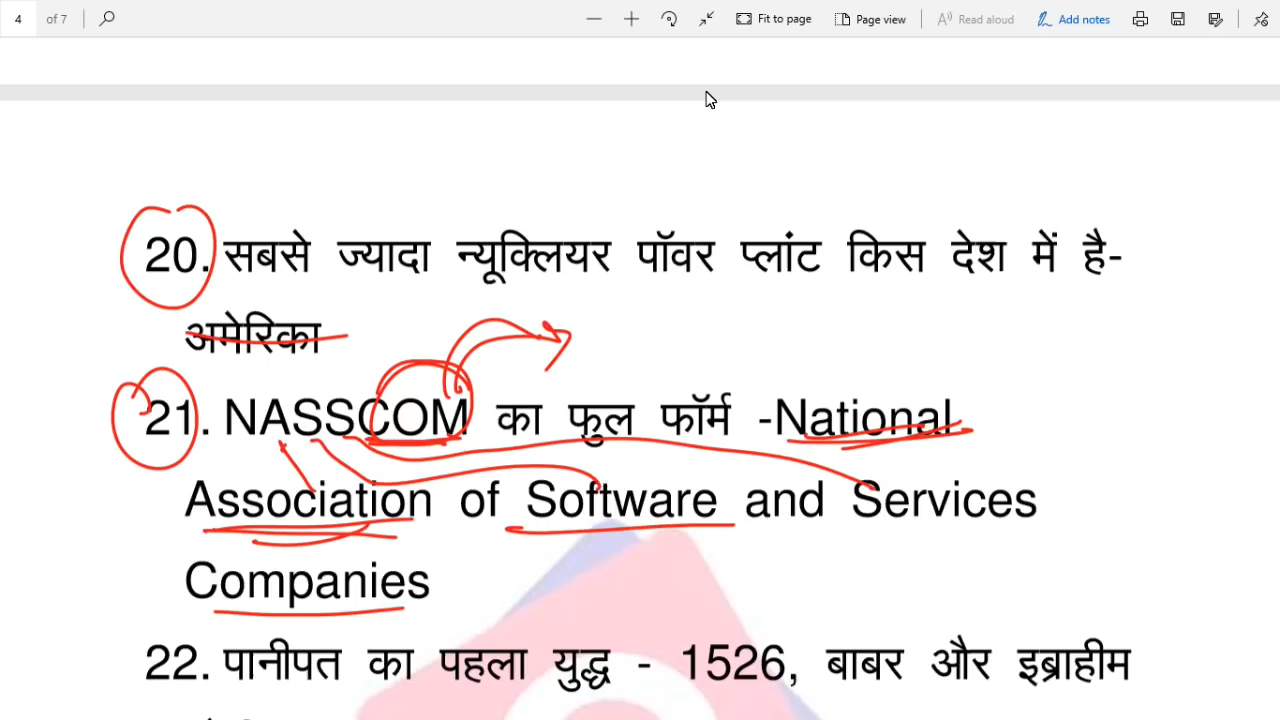 4 of 7 Fit to page Page view Read aloud Add notes
20. सबसे ज्यादा न्यूक्लियर पॉवर प्लांट किस देश में है-
अमेरिका
21. NASSCOM का फुल फॉर्म -National
Association of Software and Services
Companies
22. पानीपत का पहला युद्ध - 1526, बाबर और इब्राहीम